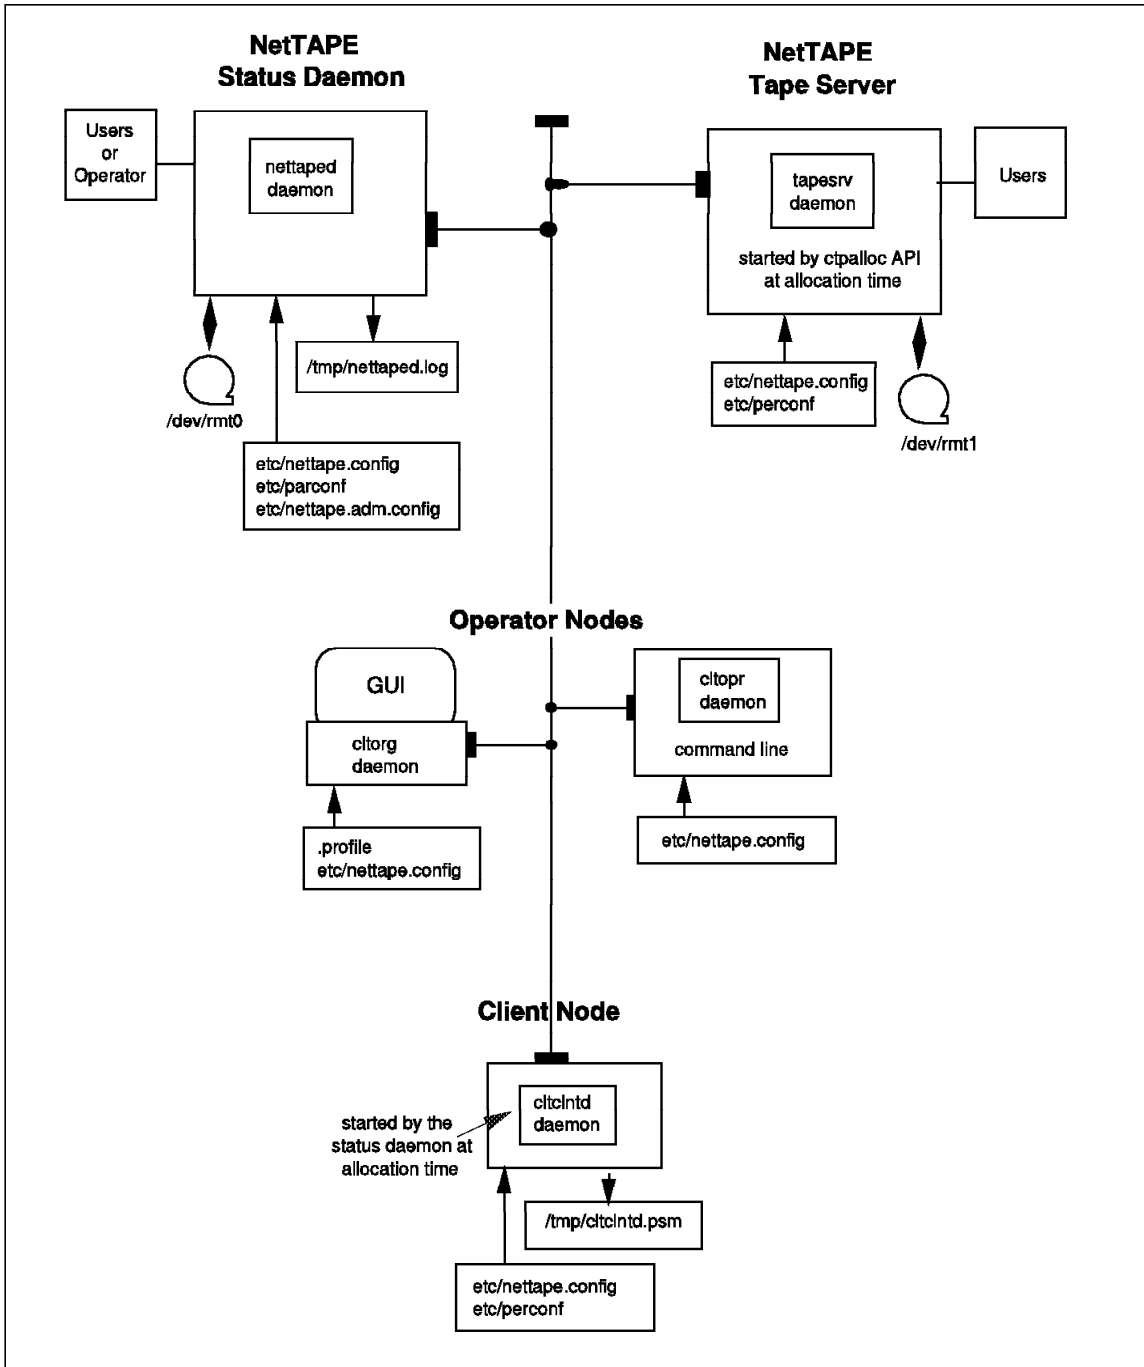 NetTAPE
Status Daemon
NetTAPE
Tape Server
Users
or
Operator
nettaped
daemon
tapesrv
daemon
Users
started by ctpalloc API
at allocation time
/tmp/nettaped.log
/dev/rmt0
etc/nettape.config
etc/perconf
/dev/rmt1
etc/nettape.config
etc/parconf
etc/nettape.adm.config
Operator Nodes
GUI
cltorg
daemon
cltopr
daemon
command line
.profile
etc/nettape.config
etc/nettape.config
Client Node
cltclntd
daemon
started by the
status daemon at
allocation time
/tmp/cltclntd.psm
etc/nettape.config
etc/perconf